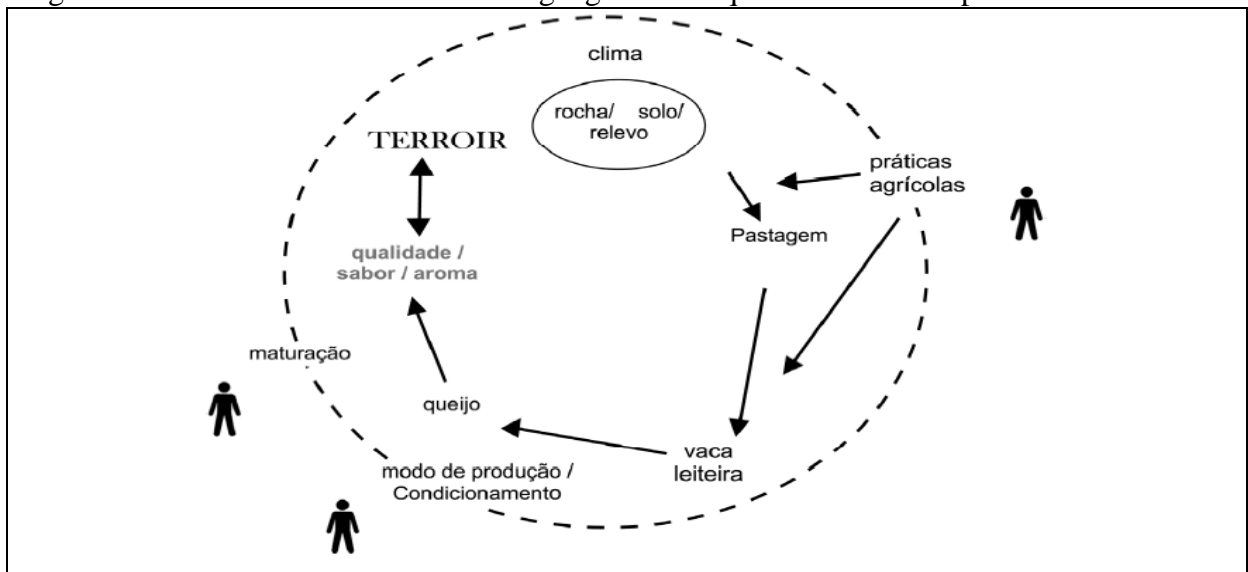 clima
rocha/ solo/
relevo
TERROIR
práticas
agrícolas
Pastagem
qualidade /
sabor / aroma
maturação
queijo
vaca
leiteira
modo de produção /
Condicionamento